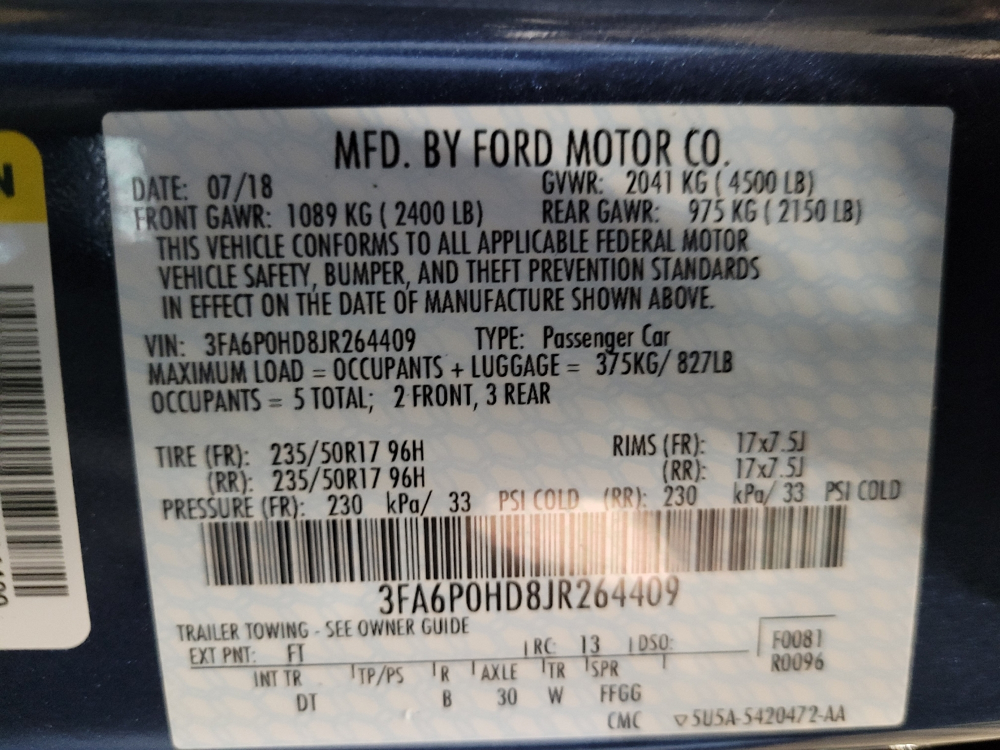 N
MFD. BY FORD MOTOR CO.
DATE: 07/18 GVWR: 2041 KG ( 4500 LB)
FRONT GAWR: 1089 KG ( 2400 LB) REAR GAWR: 975 KG ( 2150 LB)
THIS VEHICLE CONFORMS TO ALL APPLICABLE FEDERAL MOTOR
VEHICLE SAFETY, BUMPER, AND THEFT PREVENTION STANDARDS
IN EFFECT ON THE DATE OF MANUFACTURE SHOWN ABOVE.
VIN: 3FA6P0HD8JR264409 TYPE: Passenger Car
MAXIMUM LOAD = OCCUPANTS + LUGGAGE = 375KG/ 827LB
OCCUPANTS = 5 TOTAL; 2 FRONT, 3 REAR
TIRE (FR): 235/50R17 96H RIMS (FR): 17x7.5J
(RR): 235/50R17 96H (RR): 17x7.5J
PRESSURE (FR): 230 kPa/ 33 PSI COLD (RR): 230 kPa/ 33 PSI COLD
3FA6P0HD8JR264409
TRAILER TOWING - SEE OWNER GUIDE
EXT PNT: FT RC: 13 DSO: F0081
R0096
INT TR TP/PS R AXLE TR SPR
DT B 30 W FFGG
CMC ▽5U5A-5420472-AA